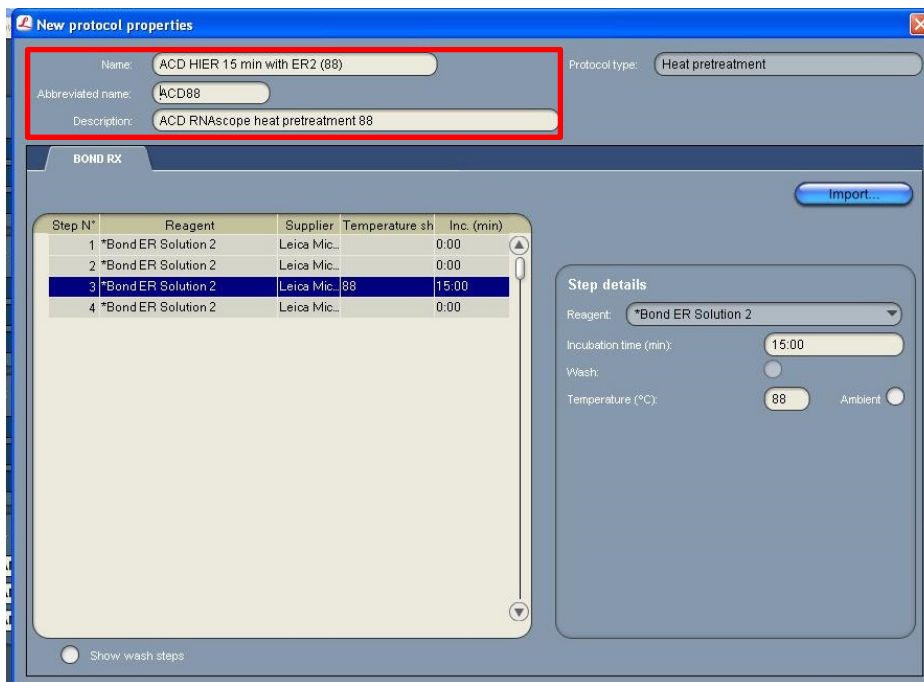 New protocol properties
Name: ACD HIER 15 min with ER2 (88)
Protocol type: Heat pretreatment
Abbreviated name: ACD88
Description: ACD RNAscope heat pretreatment 88
BOND RX
Import...
Step N° Reagent Supplier Temperature sh Inc. (min)
1 *Bond ER Solution 2 Leica Mic... 0:00
2 *Bond ER Solution 2 Leica Mic... 0:00
3 *Bond ER Solution 2 Leica Mic... 88 15:00
4 *Bond ER Solution 2 Leica Mic... 0:00
Step details
Reagent: *Bond ER Solution 2
Incubation time (min): 15:00
Wash:
Temperature (°C): 88 Ambient
Show wash steps